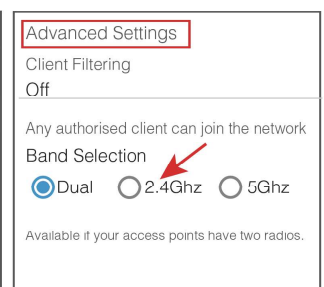 Advanced Settings
Client Filtering
Off
Any authorised client can join the network
Band Selection
Dual 2.4Ghz 5Ghz
Available if your access points have two radios.